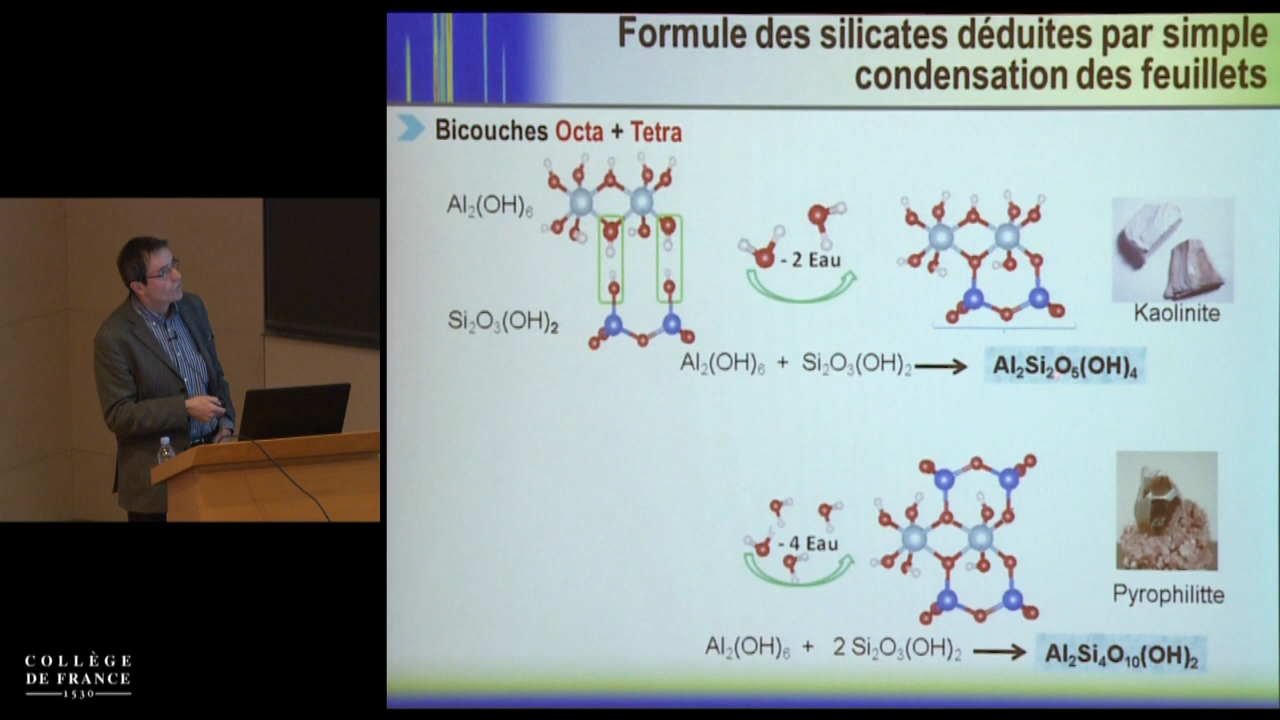 Formule des silicates déduites par simple
condensation des feuillets
Bicouches Octa + Tetra
Al₂(OH)₆
- 2 Eau
Kaolinite
Si₂O₃(OH)₂
Al₂(OH)₆ + Si₂O₃(OH)₂ → Al₂Si₂O₅(OH)₄
- 4 Eau
Pyrophilitte
Al₂(OH)₆ + 2 Si₂O₃(OH)₂ → Al₂Si₄O₁₀(OH)₂
COLLÈGE
DE FRANCE
1530